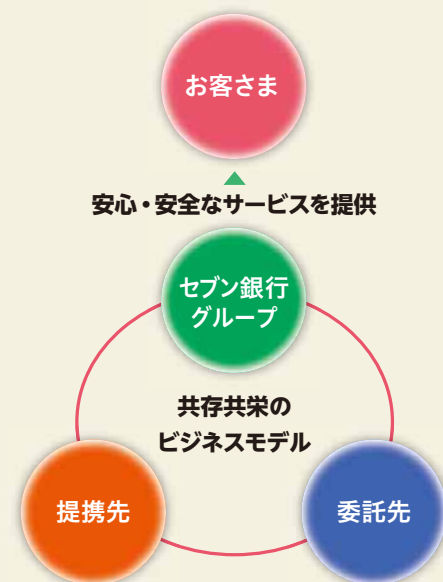 お客さま
安心・安全なサービスを提供
セブン銀行
グループ
共存共栄の
ビジネスモデル
提携先
委託先